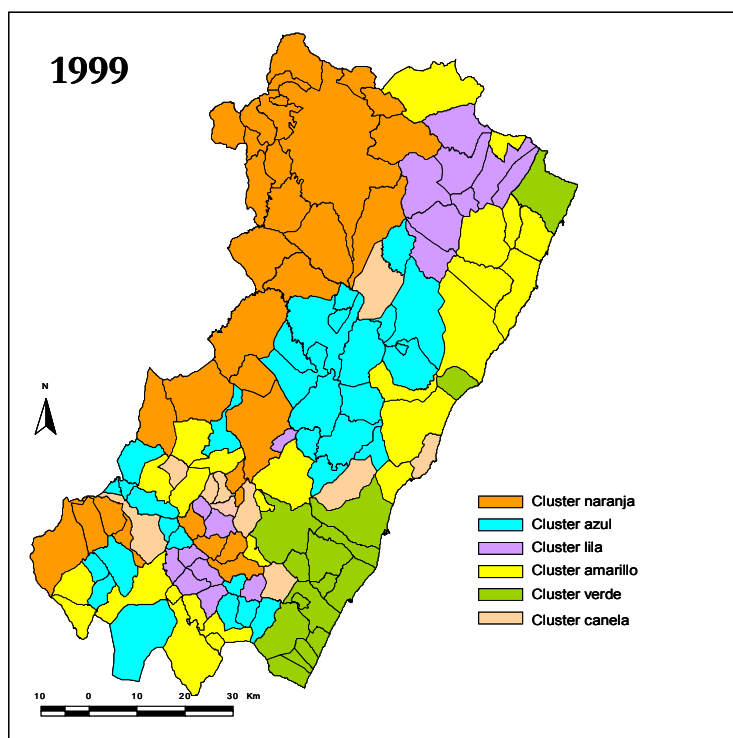 1999
N
Cluster naranja
Cluster azul
Cluster lila
Cluster amarillo
Cluster verde
Cluster canela
10 0 10 20 30 Km